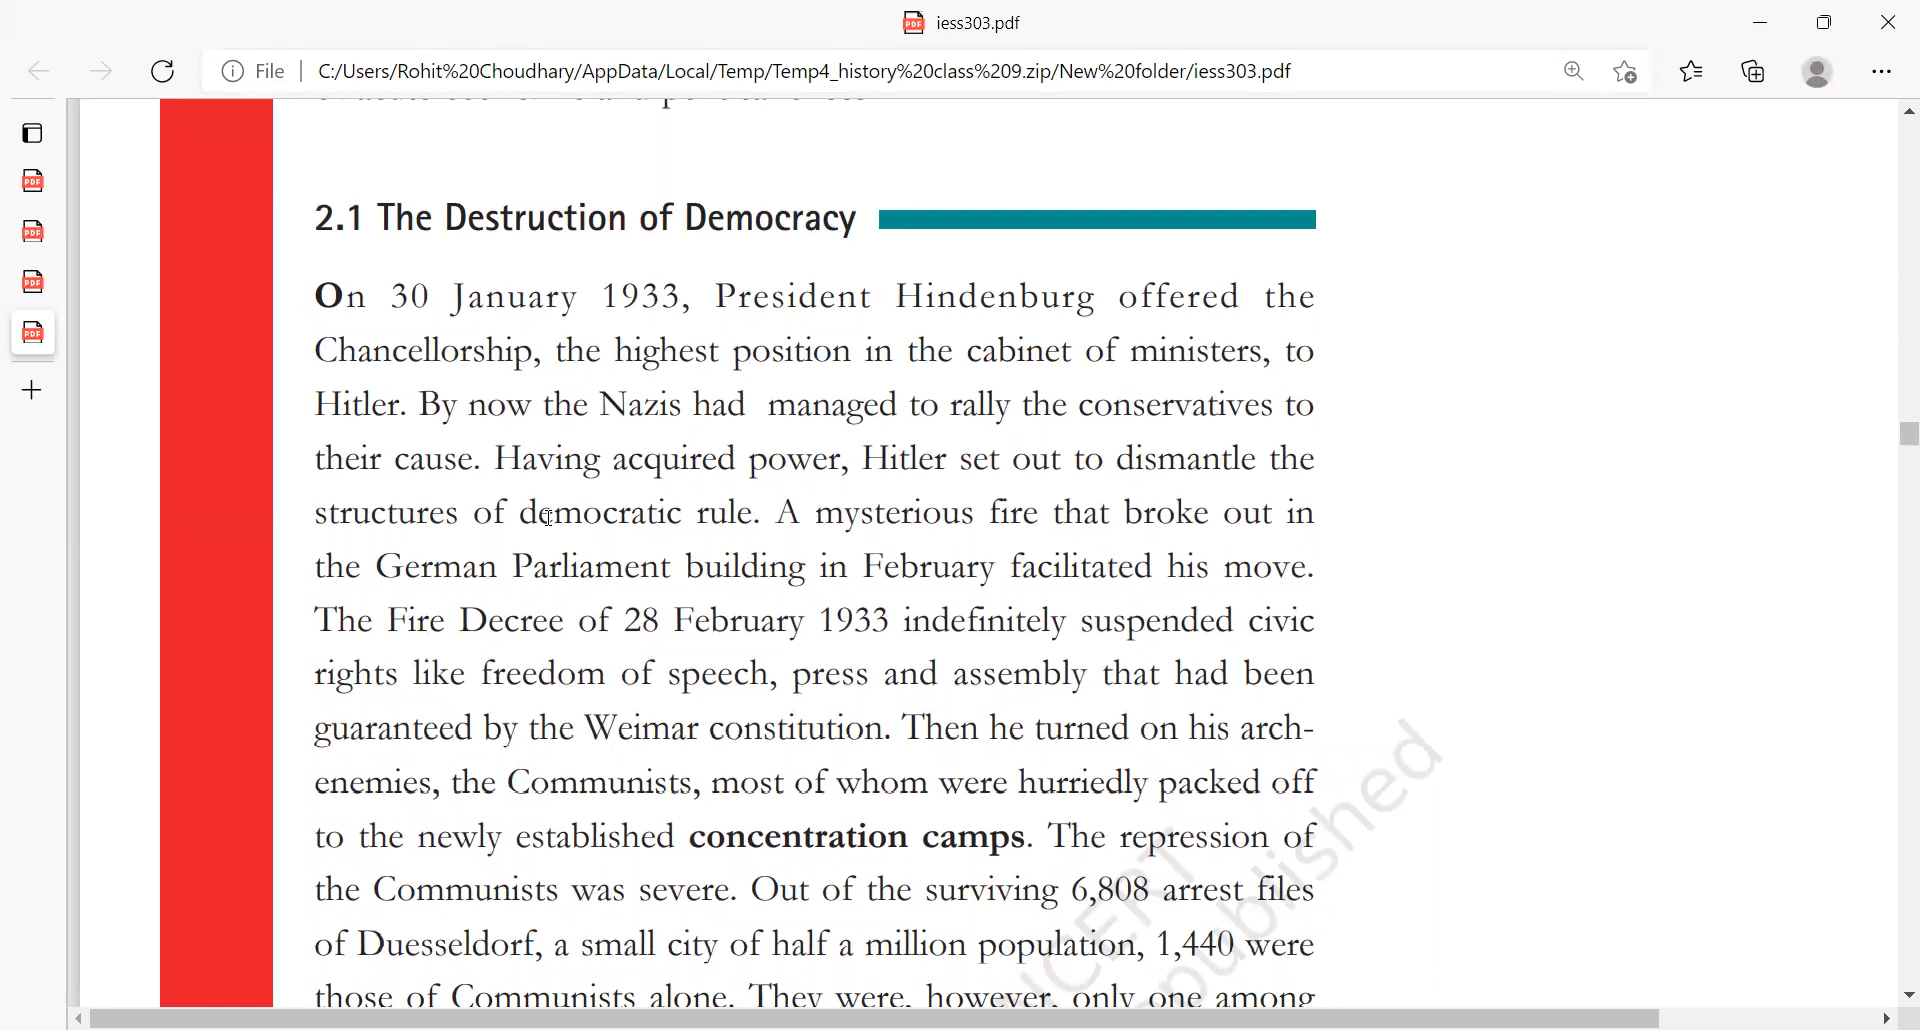 iess303.pdf
File
C:/Users/Rohit%20Choudhary/AppData/Local/Temp/Temp4_history%20class%209.zip/New%20folder/iess303.pdf
2.1 The Destruction of Democracy
On 30 January 1933, President Hindenburg offered the
Chancellorship, the highest position in the cabinet of ministers, to
Hitler. By now the Nazis had managed to rally the conservatives to
their cause. Having acquired power, Hitler set out to dismantle the
structures of democratic rule. A mysterious fire that broke out in
the German Parliament building in February facilitated his move.
The Fire Decree of 28 February 1933 indefinitely suspended civic
rights like freedom of speech, press and assembly that had been
guaranteed by the Weimar constitution. Then he turned on his arch-
enemies, the Communists, most of whom were hurriedly packed off
to the newly established concentration camps. The repression of
the Communists was severe. Out of the surviving 6,808 arrest files
of Duesseldorf, a small city of half a million population, 1,440 were
those of Communists alone. They were, however, only one among